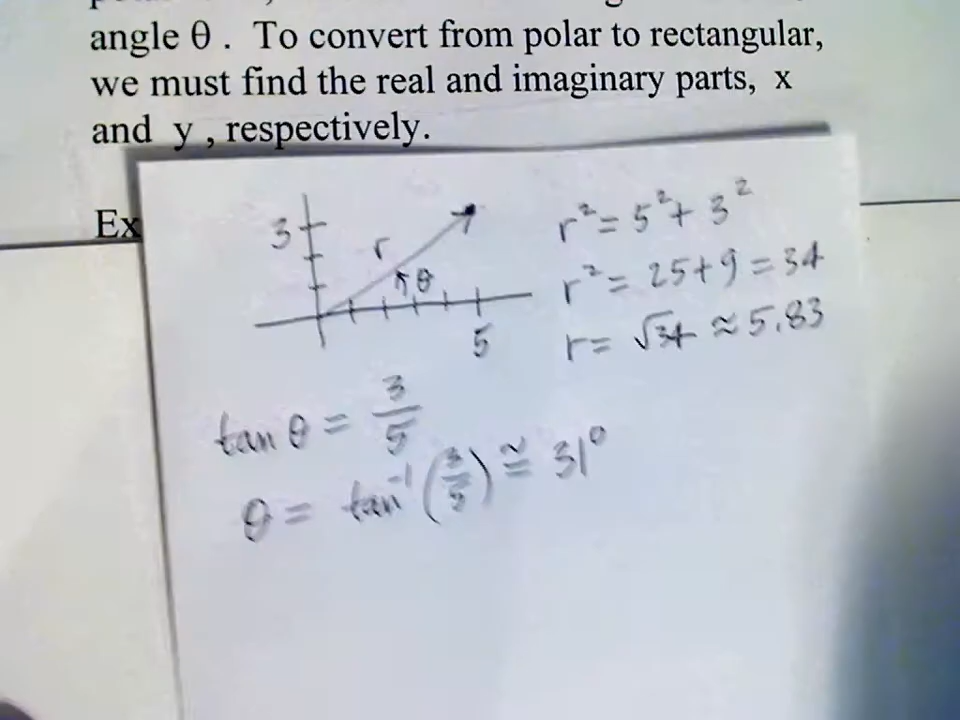 angle θ . To convert from polar to rectangular,
we must find the real and imaginary parts, x
and y , respectively.
Ex
3
r
θ
5
r² = 5² + 3²
r² = 25 + 9 = 34
r = √34 ≈ 5.83
tan θ = 3/5
θ = tan⁻¹(3/5) ≅ 31°